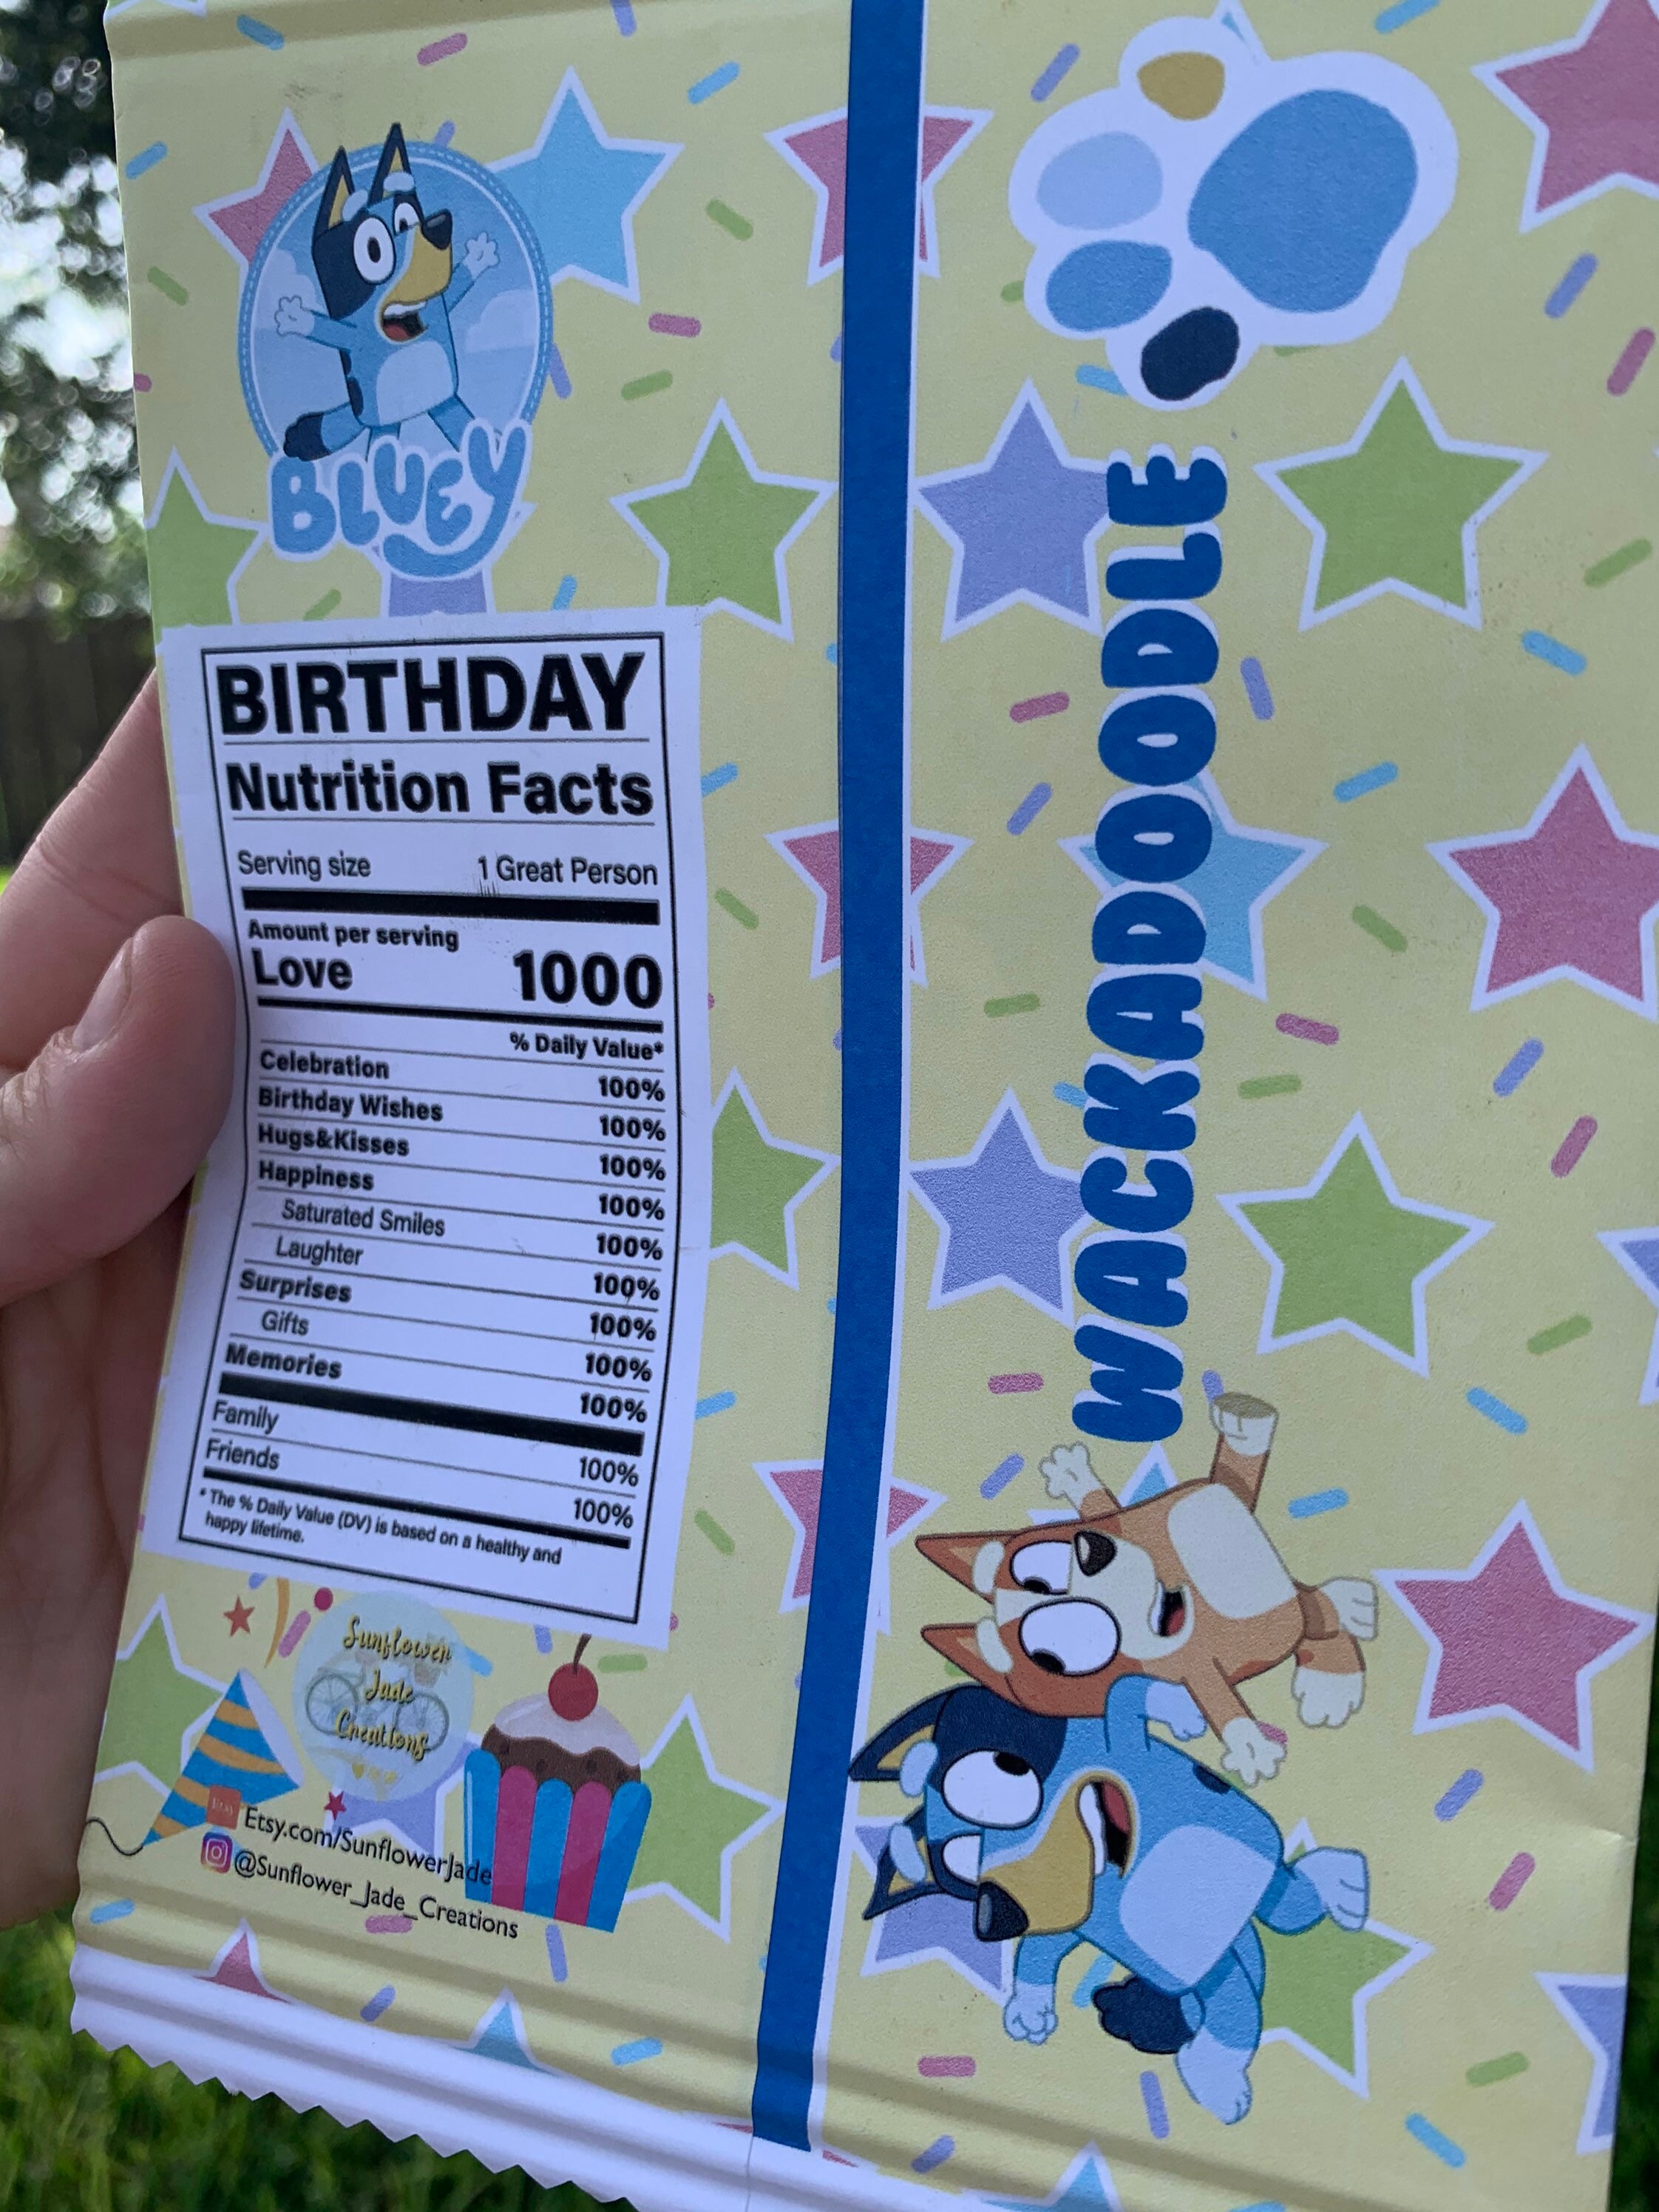 BLUEY
BIRTHDAY
Nutrition Facts
Serving size 1 Great Person
Amount per serving
Love 1000
% Daily Value*
Celebration 100%
Birthday Wishes 100%
Hugs&Kisses 100%
Happiness 100%
Saturated Smiles 100%
Laughter 100%
Surprises 100%
Gifts 100%
Memories 100%
Family 100%
Friends 100%
* The % Daily Value (DV) is based on a healthy and
happy lifetime.
Sunflower
Jade
Creations
Etsy
Etsy.com/SunflowerJade
@Sunflower_Jade_Creations
WACKADOODLE